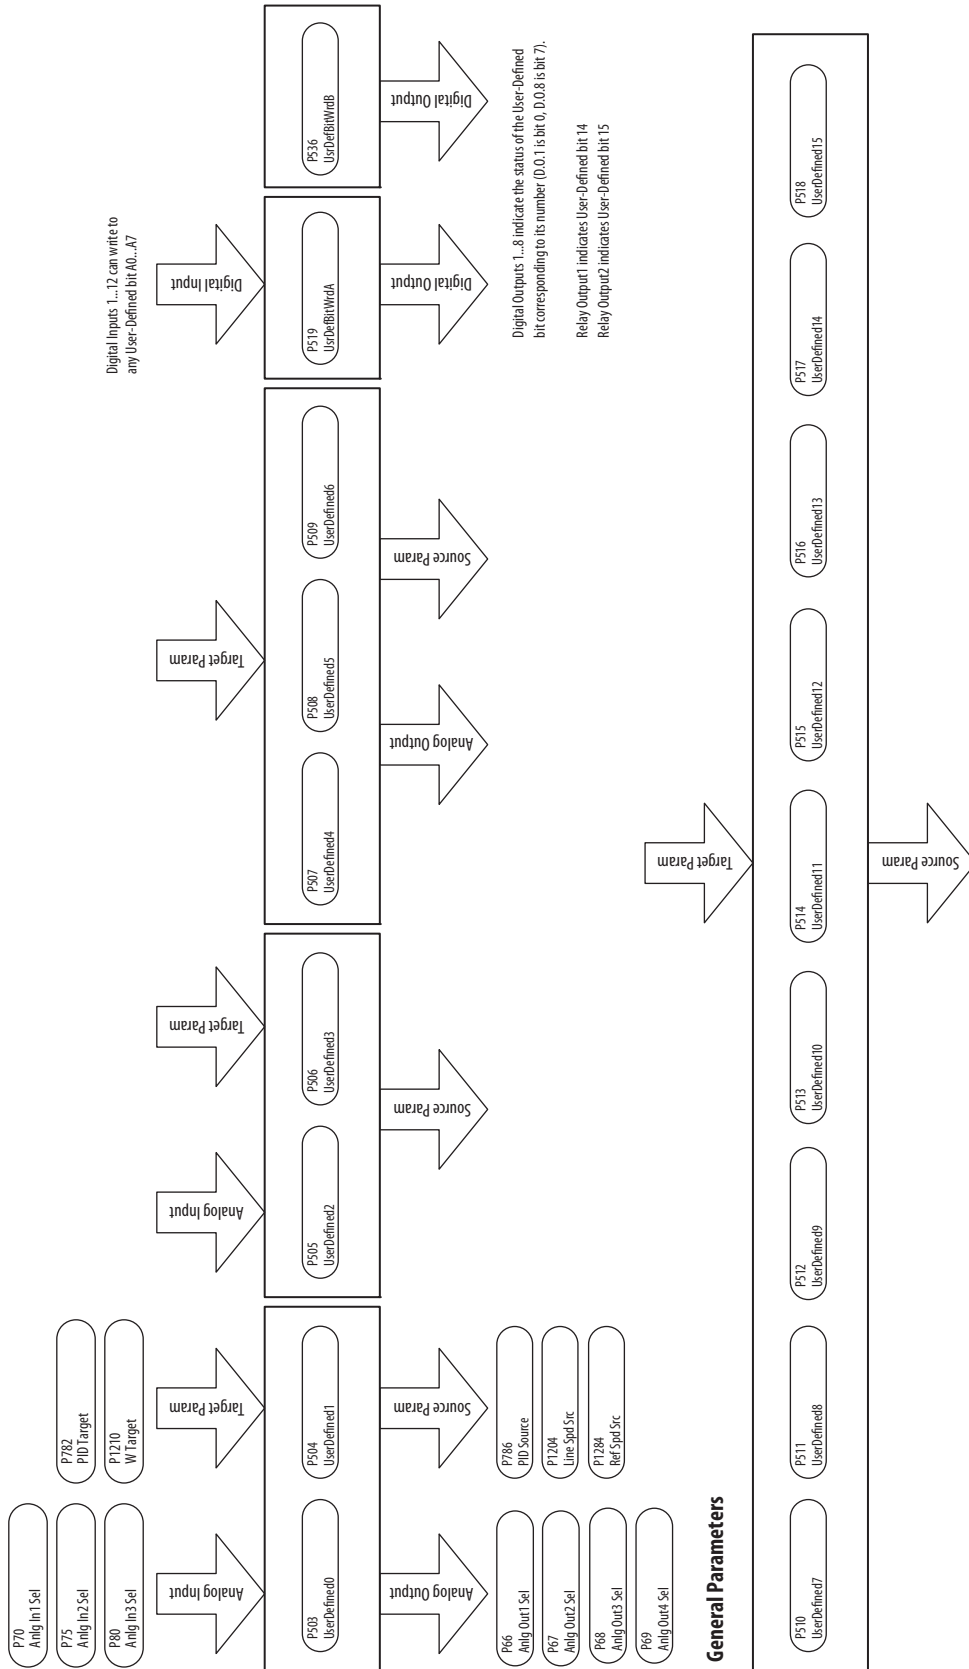 P70
Anlg In1 Sel
P75
Anlg In2 Sel
P80
Anlg In3 Sel
P782
PID Target
P1210
W Target
Digital Inputs 1...12 can write to
any User-Defined bit A0...A7
Analog Input
Target Param
Analog Input
Target Param
Target Param
Digital Input
P503
UserDefined0
P504
UserDefined1
P505
UserDefined2
P506
UserDefined3
P507
UserDefined4
P508
UserDefined5
P509
UserDefined6
P519
UsrDefBitWrdA
P536
UsrDefBitWrdB
Analog Output
Source Param
Source Param
Analog Output
Source Param
Digital Output
Digital Output
P66
Anlg Out1 Sel
P67
Anlg Out2 Sel
P68
Anlg Out3 Sel
P69
Anlg Out4 Sel
P786
PID Source
P1204
Line Spd Src
P1284
Ref Spd Src
Digital Outputs 1...8 indicate the status of the User-Defined
bit corresponding to its number (D.O.1 is bit 0, D.O.8 is bit 7).
Relay Output1 indicates User-Defined bit 14
Relay Output2 indicates User-Defined bit 15
General Parameters
Target Param
P510
UserDefined7
P511
UserDefined8
P512
UserDefined9
P513
UserDefined10
P514
UserDefined11
P515
UserDefined12
P516
UserDefined13
P517
UserDefined14
P518
UserDefined15
Source Param